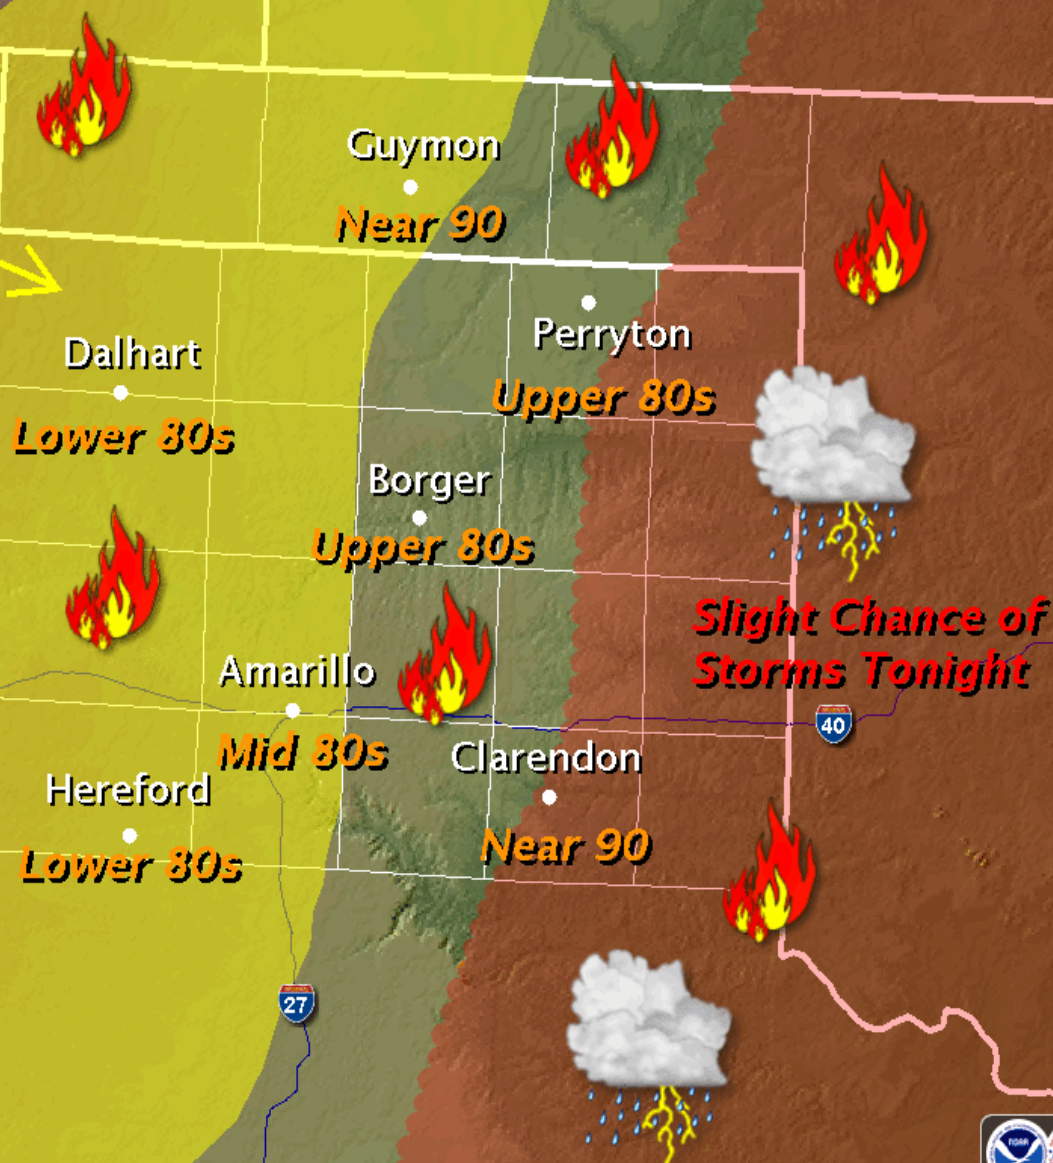 Guymon
Near 90
Dalhart
Lower 80s
Perryton
Upper 80s
Borger
Upper 80s
Slight Chance of
Storms Tonight
Amarillo
Mid 80s
40
Clarendon
Near 90
Hereford
Lower 80s
27
NOAA